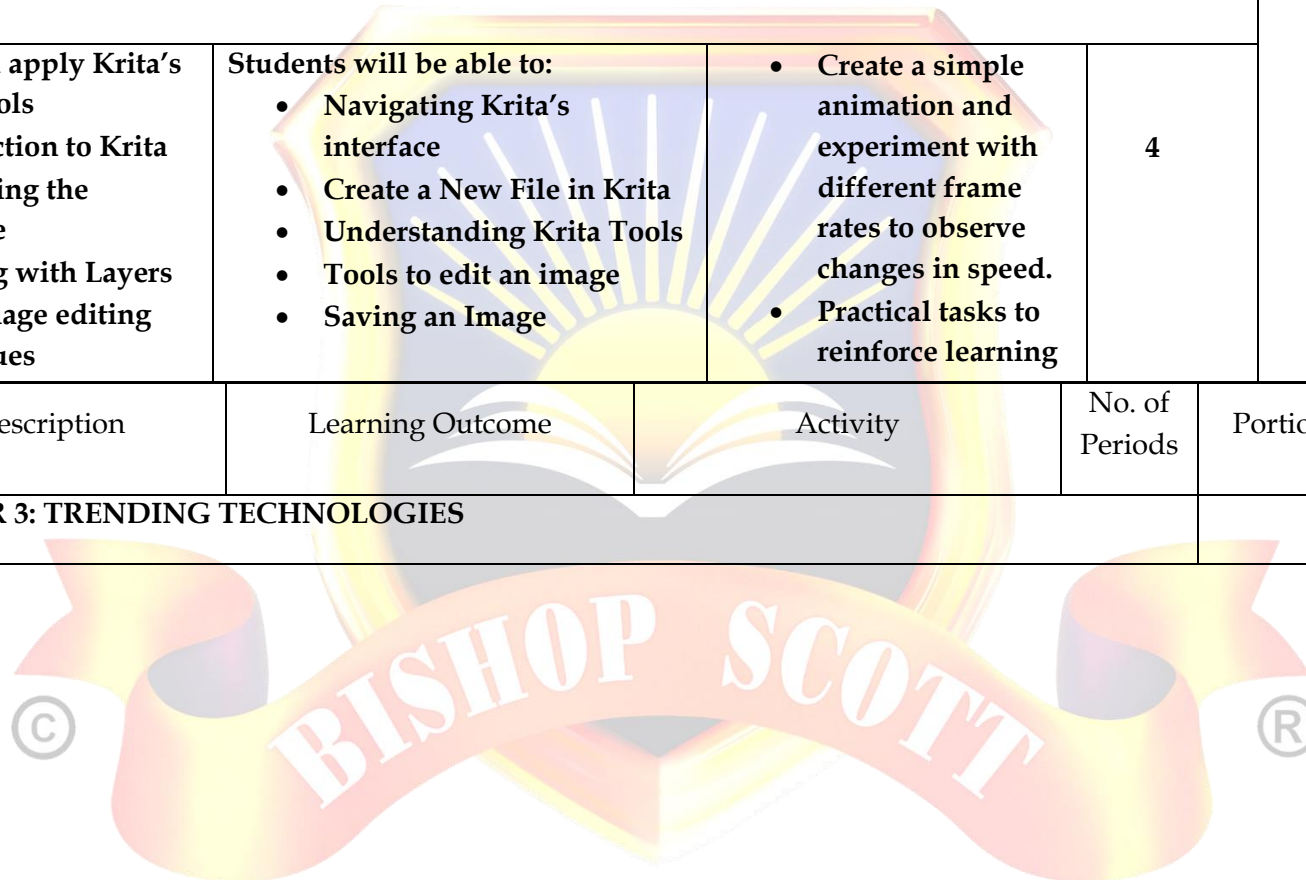 apply Krita's
ols
ction to Krita
ing the
e
g with Layers
age editing
ues
Students will be able to:
• Navigating Krita's
interface
• Create a New File in Krita
• Understanding Krita Tools
• Tools to edit an image
• Saving an Image
• Create a simple
animation and
experiment with
different frame
rates to observe
changes in speed.
• Practical tasks to
reinforce learning
4
escription
Learning Outcome
Activity
No. of
Periods
Portio
R 3: TRENDING TECHNOLOGIES
BISHOP SCOTT
©
®